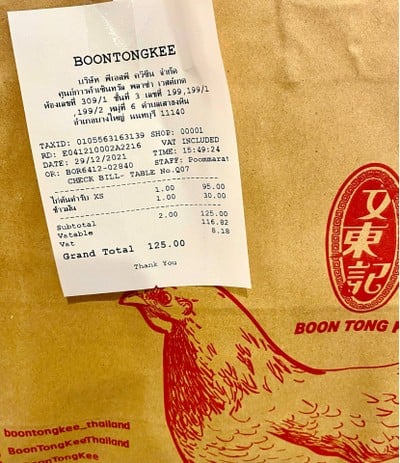 BOONTONGKEE
บริษัท พีเอสพี ควิซีน จำกัด
ศูนย์การค้าเซ็นทรัล พลาซา เวสต์เกต
ห้องเลขที่ 309/1 ชั้นที่ 3 เลขที่ 199,199/1
,199/2 หมู่ที่ 6 ตำบลเสาธงหิน
อำเภอบางใหญ่ นนทบุรี 11140
TAXID: 0105563163139 SHOP: 00001
RD: E041210002A2216 VAT INCLUDED
DATE: 29/12/2021 TIME: 15:49:24
OR: BOR6412-02840 STAFF: Poommarat
CHECK BILL- TABLE No.Q07
ไก่ต้นตำรับ XS 1.00 95.00
ข้าวมัน 1.00 30.00
2.00 125.00
Subtotal 116.82
Vatable 8.18
Vat
Grand Total 125.00
Thank You
文東記
BOON TONG
boontongkee_thailand
BoonTongKeeThailand
BoonTongKee